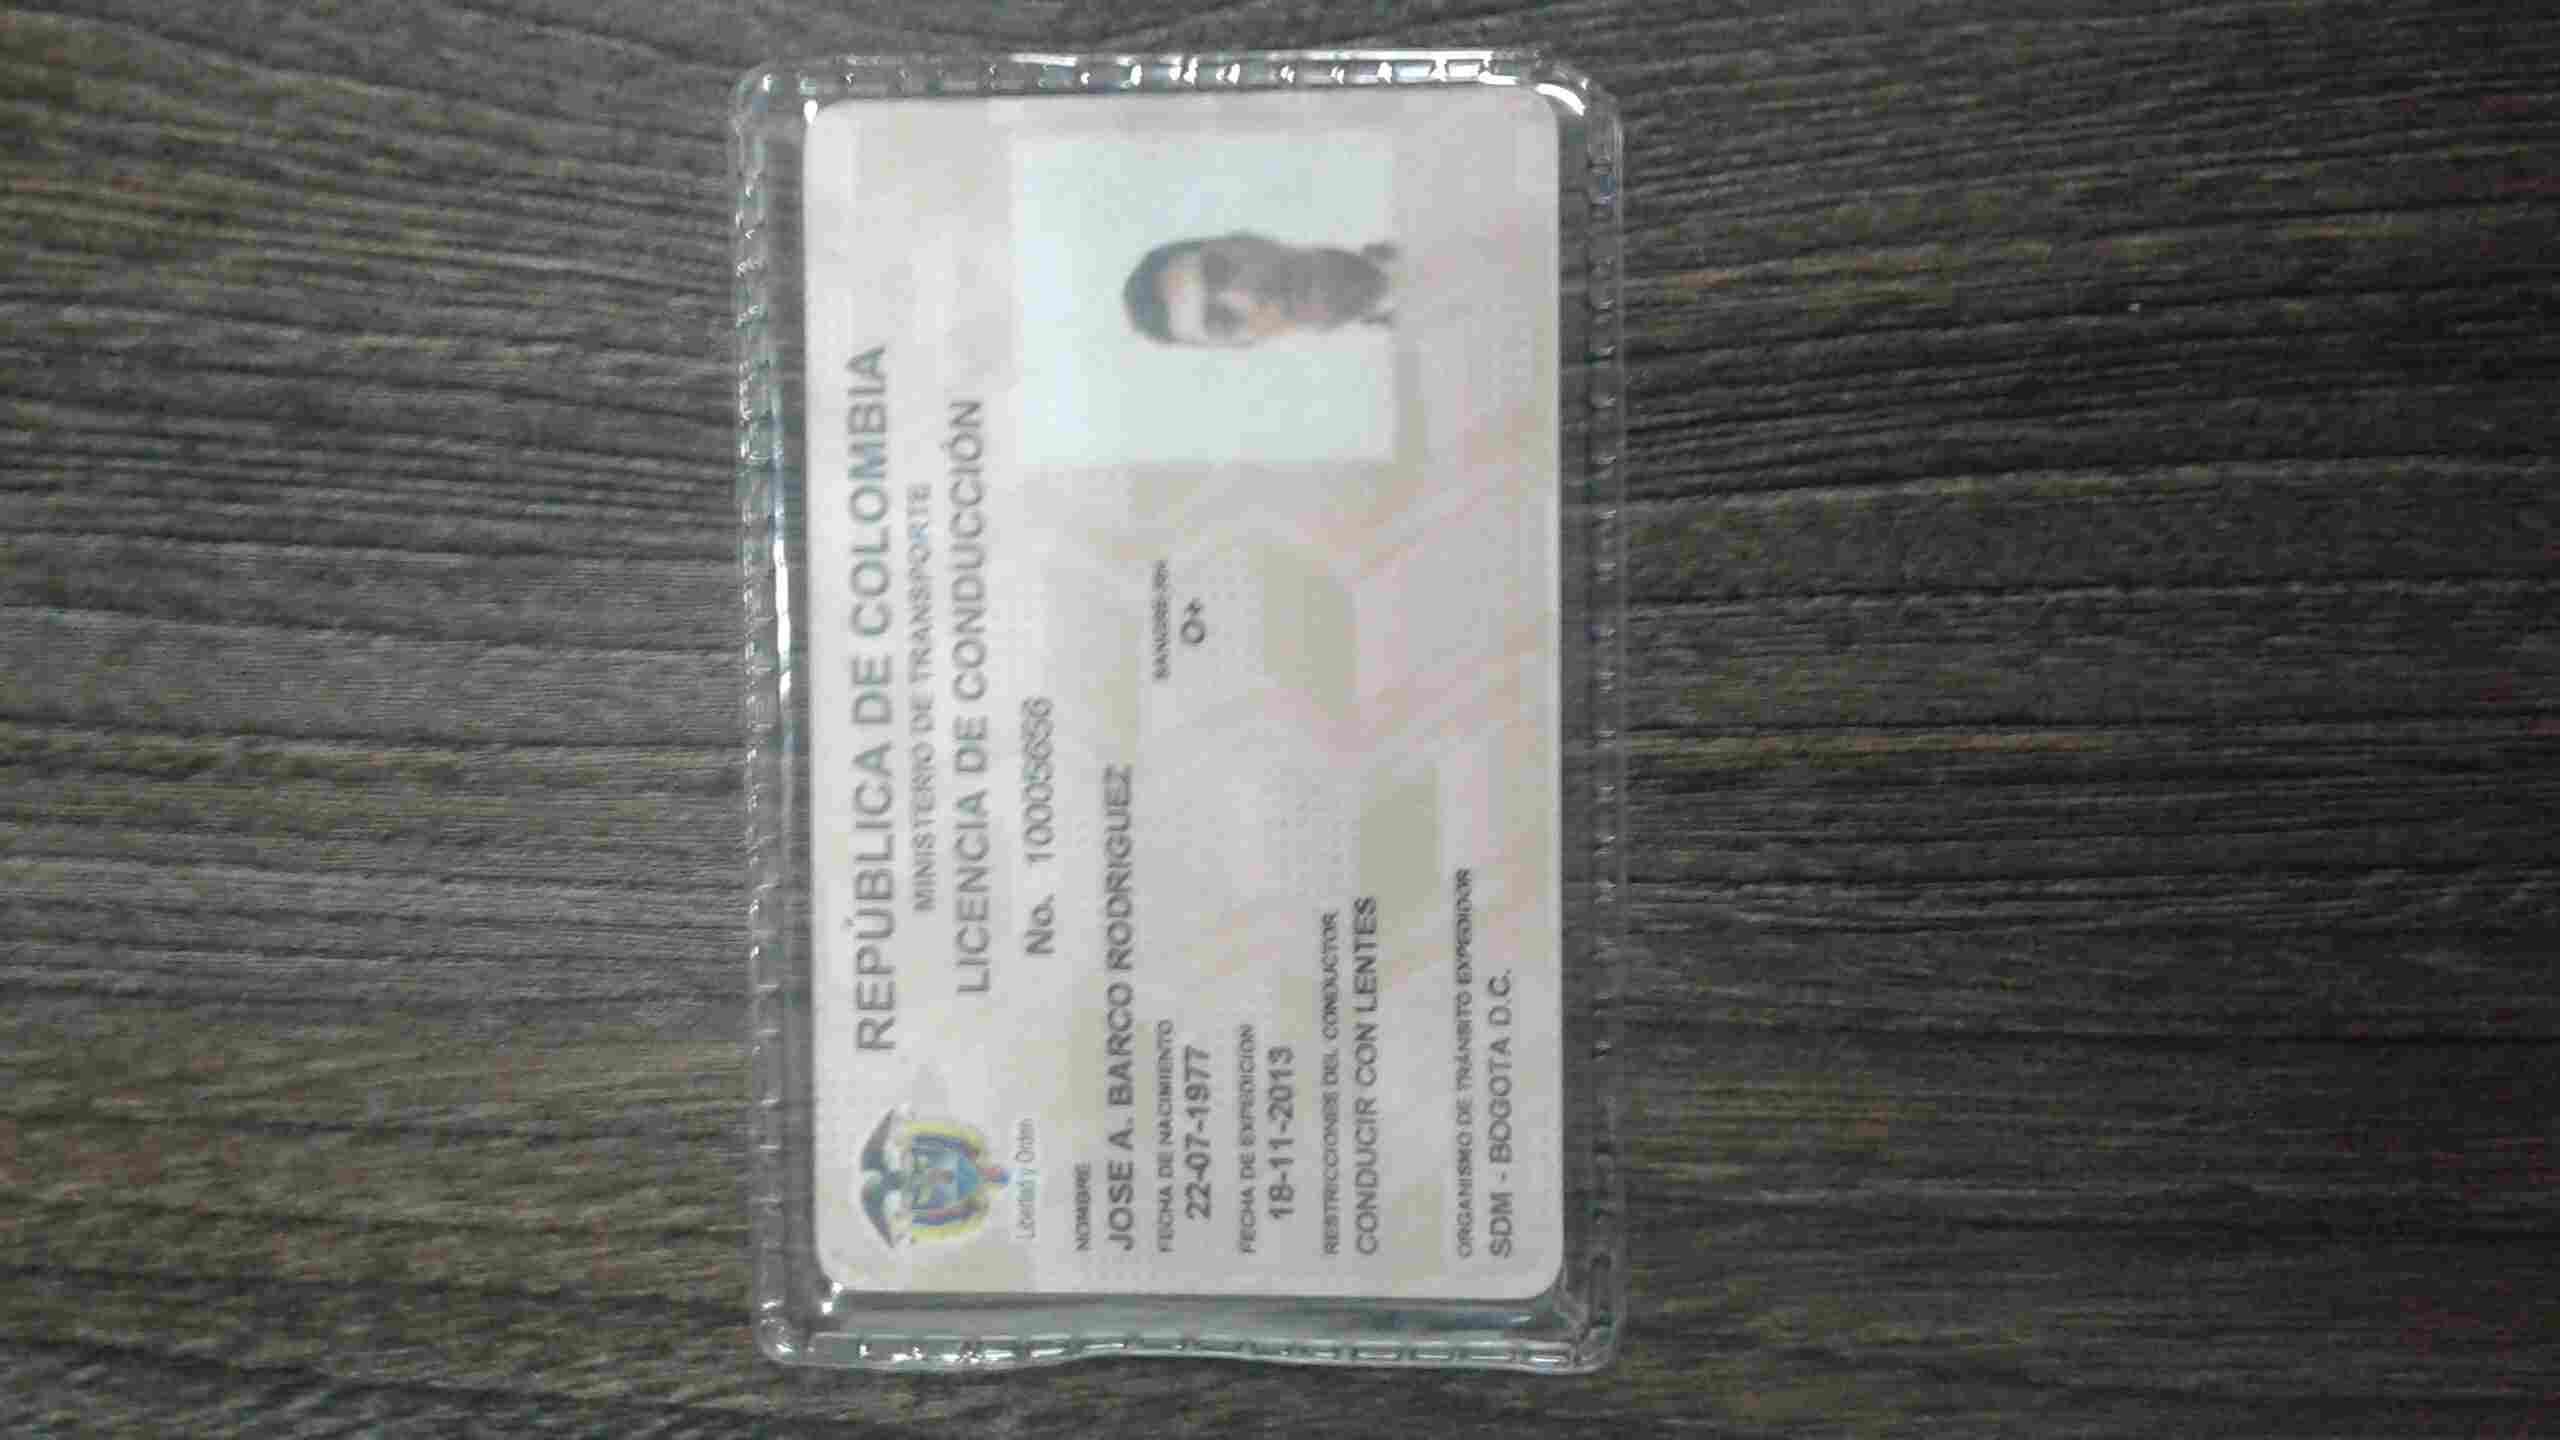 REPÚBLICA DE COLOMBIA
MINISTERIO DE TRANSPORTE
LICENCIA DE CONDUCCIÓN
Libertad y Orden
No. 10005656
NOMBRE
JOSE A. BARCO RODRIGUEZ
FECHA DE NACIMIENTO
22-07-1977
SANGRE-RH
O+
FECHA DE EXPEDICION
18-11-2013
RESTRICCIONES DEL CONDUCTOR
CONDUCIR CON LENTES
ORGANISMO DE TRÁNSITO EXPEDIDOR
SDM - BOGOTA D.C.